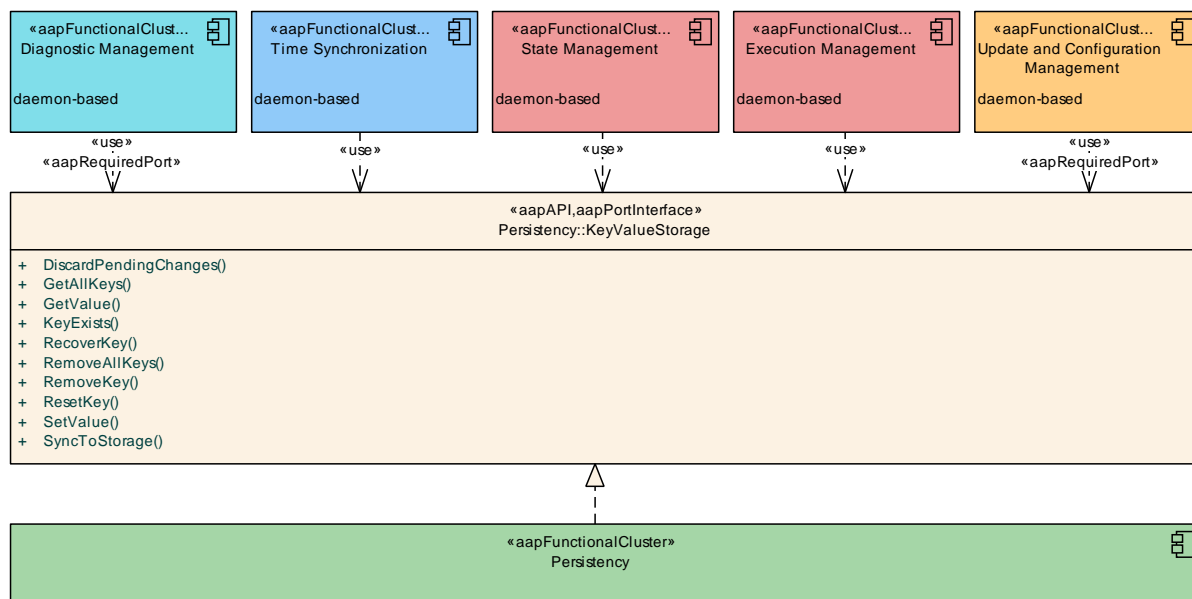 «aapFunctionalClust...
Diagnostic Management
daemon-based
«aapFunctionalClust...
Time Synchronization
daemon-based
«aapFunctionalClust...
State Management
daemon-based
«aapFunctionalClust...
Execution Management
daemon-based
«aapFunctionalClust...
Update and Configuration
Management
daemon-based
«use»
«aapRequiredPort»
«use»
«use»
«use»
«use»
«aapRequiredPort»
«aapAPI,aapPortInterface»
Persistency::KeyValueStorage
+ DiscardPendingChanges()
+ GetAllKeys()
+ GetValue()
+ KeyExists()
+ RecoverKey()
+ RemoveAllKeys()
+ RemoveKey()
+ ResetKey()
+ SetValue()
+ SyncToStorage()
«aapFunctionalCluster»
Persistency